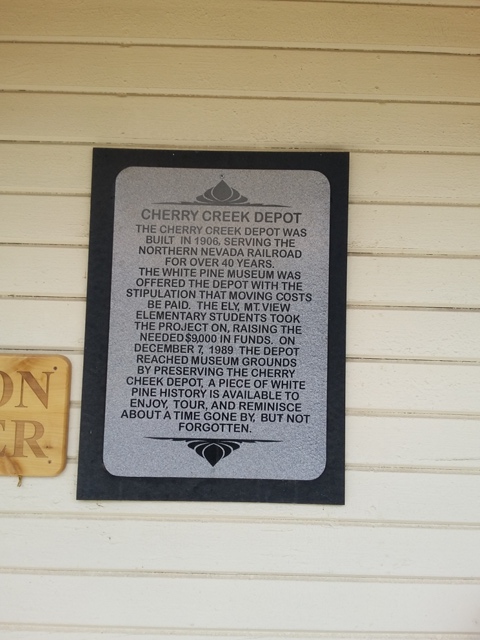 CHERRY CREEK DEPOT
THE CHERRY CREEK DEPOT WAS
BUILT IN 1906, SERVING THE
NORTHERN NEVADA RAILROAD
FOR OVER 40 YEARS.
THE WHITE PINE MUSEUM WAS
OFFERED THE DEPOT WITH THE
STIPULATION THAT MOVING COSTS
BE PAID. THE ELY, MT. VIEW
ELEMENTARY STUDENTS TOOK
THE PROJECT ON, RAISING THE
NEEDED $9,000 IN FUNDS. ON
DECEMBER 7, 1989 THE DEPOT
REACHED MUSEUM GROUNDS
BY PRESERVING THE CHERRY
CHEEK DEPOT, A PIECE OF WHITE
PINE HISTORY IS AVAILABLE TO
ENJOY, TOUR, AND REMINISCE
ABOUT A TIME GONE BY, BUT NOT
FORGOTTEN.
ON
ER